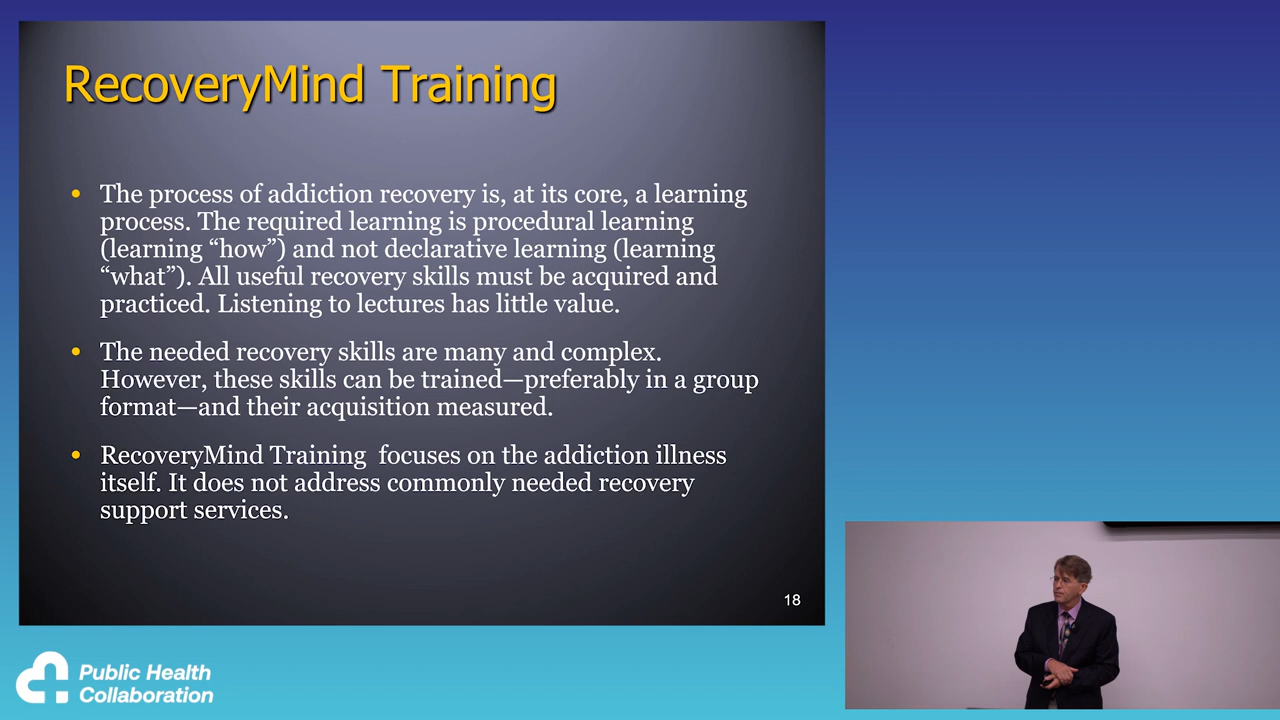 RecoveryMind Training
• The process of addiction recovery is, at its core, a learning
process. The required learning is procedural learning
(learning “how”) and not declarative learning (learning
“what”). All useful recovery skills must be acquired and
practiced. Listening to lectures has little value.
• The needed recovery skills are many and complex.
However, these skills can be trained—preferably in a group
format—and their acquisition measured.
• RecoveryMind Training  focuses on the addiction illness
itself. It does not address commonly needed recovery
support services.
18
Public Health
Collaboration